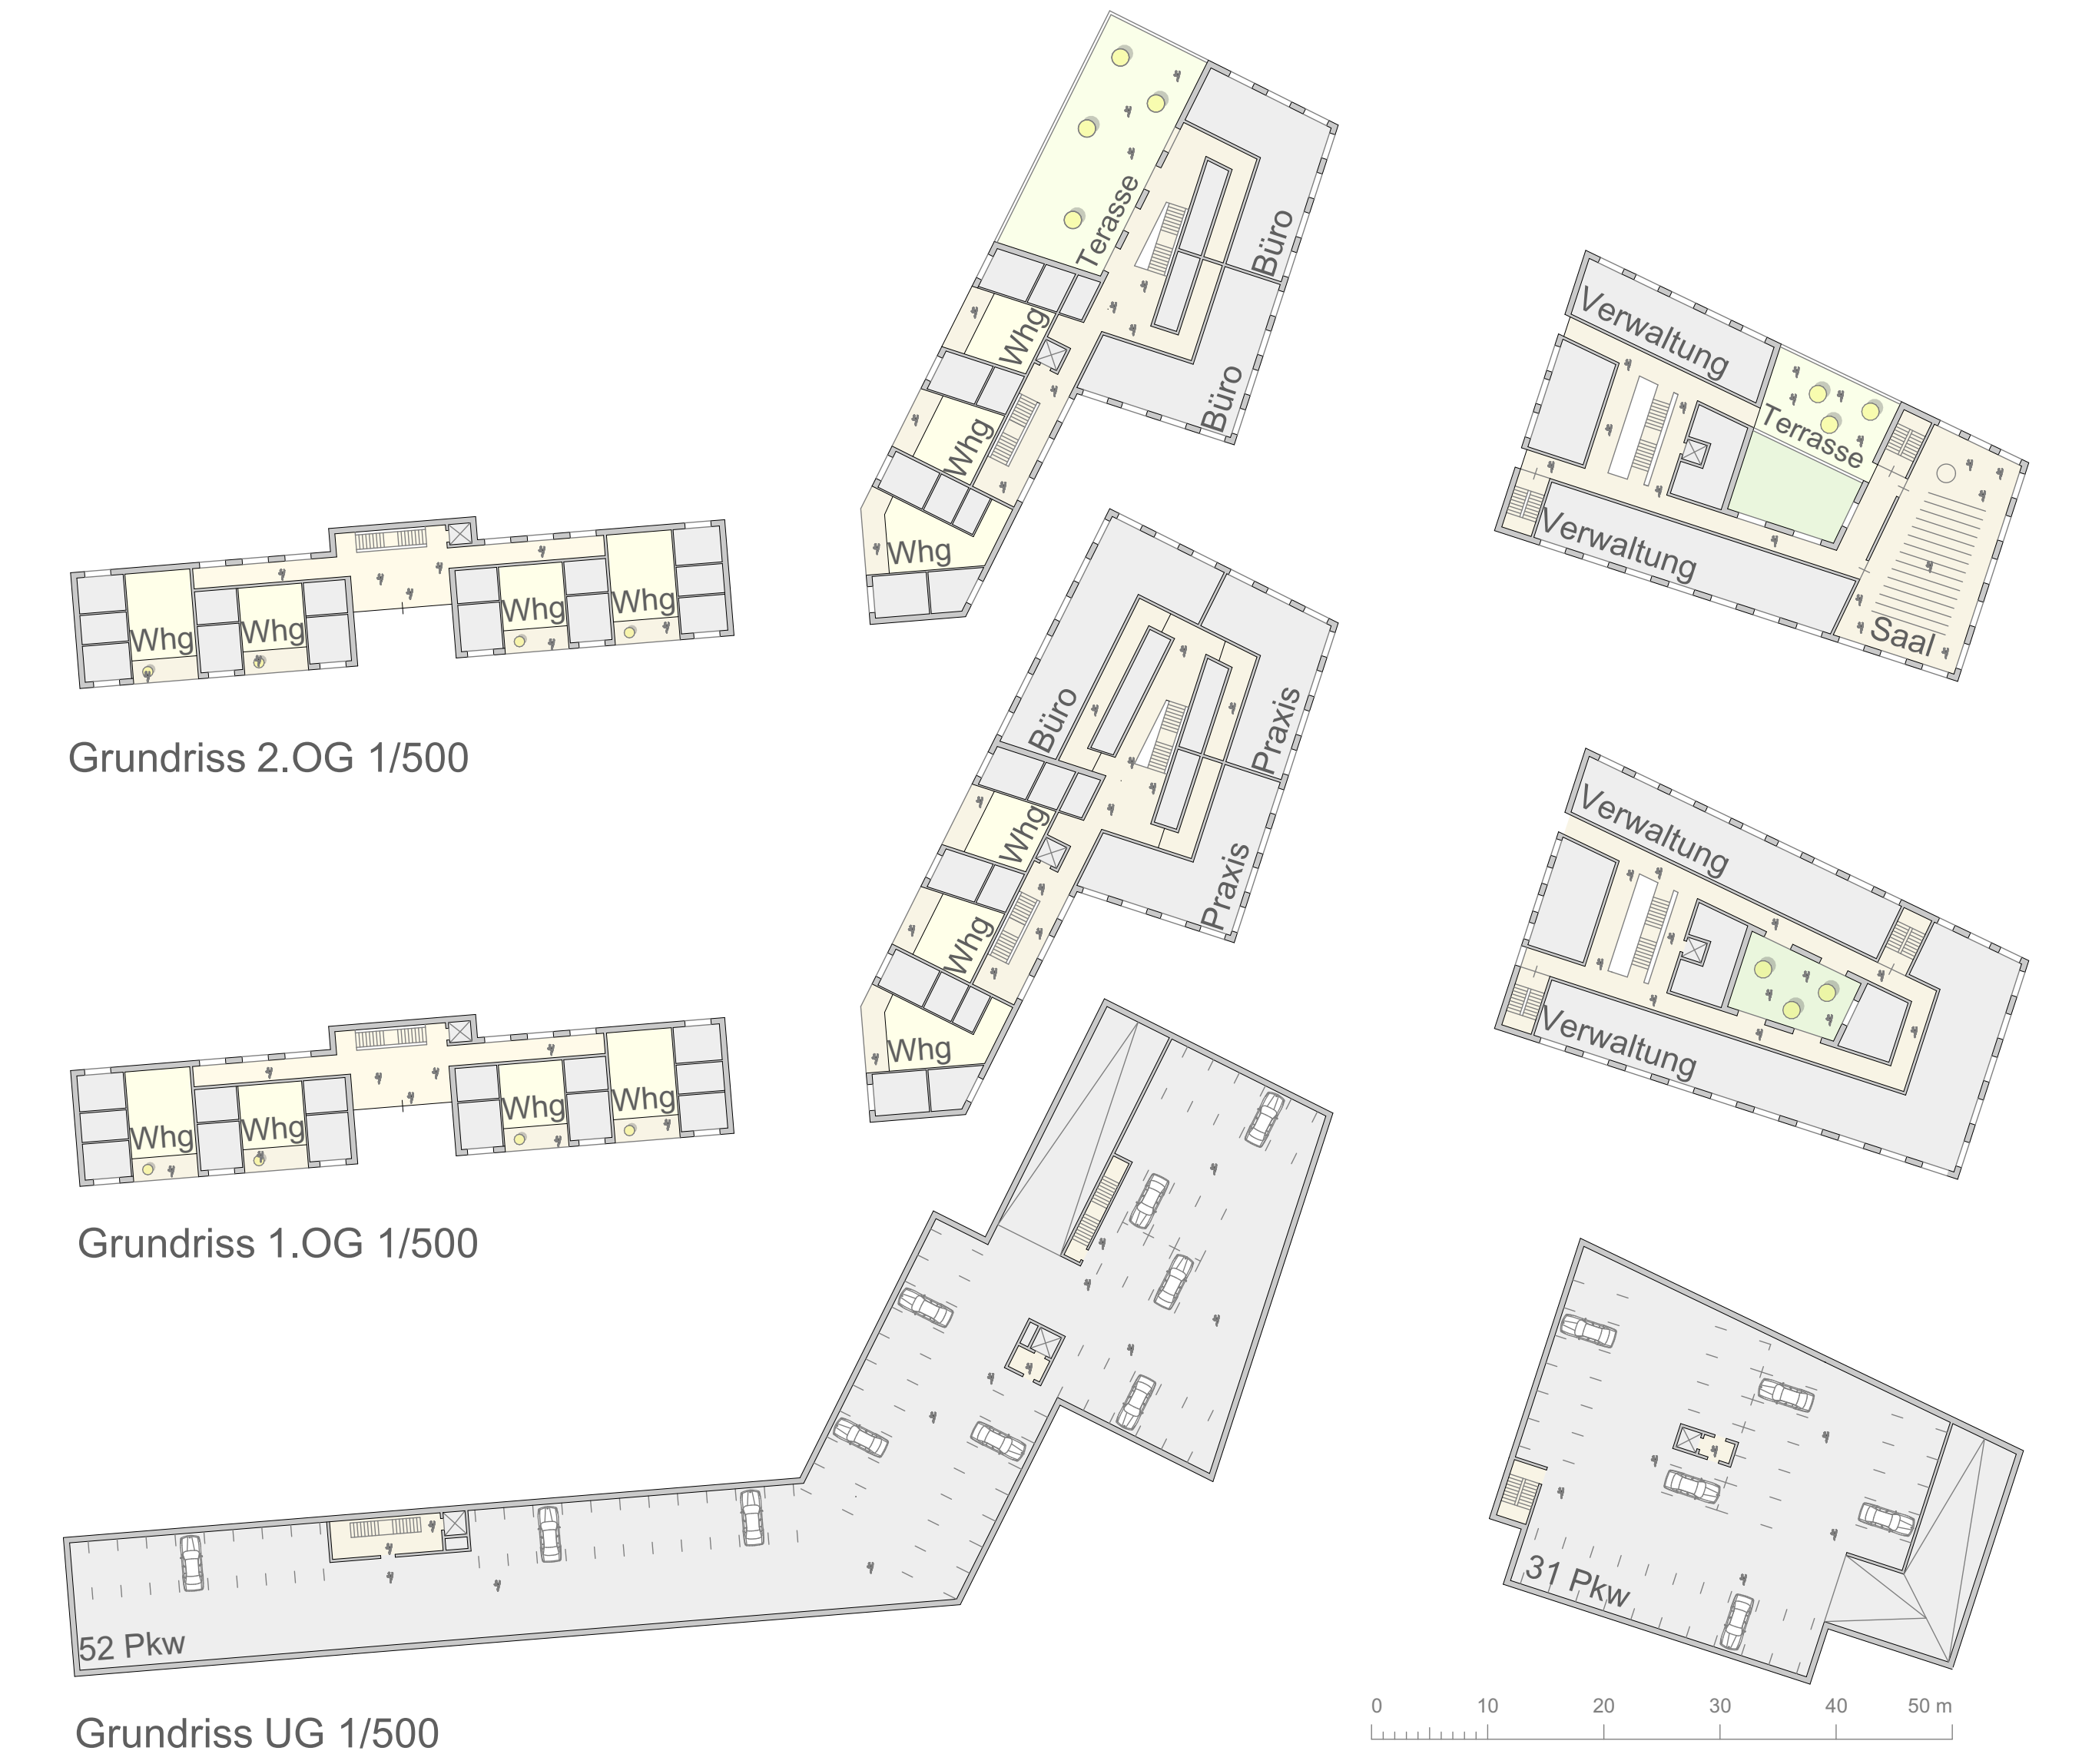 Terasse
Büro
Büro
Whg
Whg
Whg
Verwaltung
Terrasse
Verwaltung
Saal
Whg
Whg
Whg
Whg
Grundriss 2.OG 1/500
Büro
Praxis
Praxis
Whg
Whg
Whg
Verwaltung
Verwaltung
Whg
Whg
Whg
Whg
Grundriss 1.OG 1/500
52 Pkw
31 Pkw
Grundriss UG 1/500
0 10 20 30 40 50 m